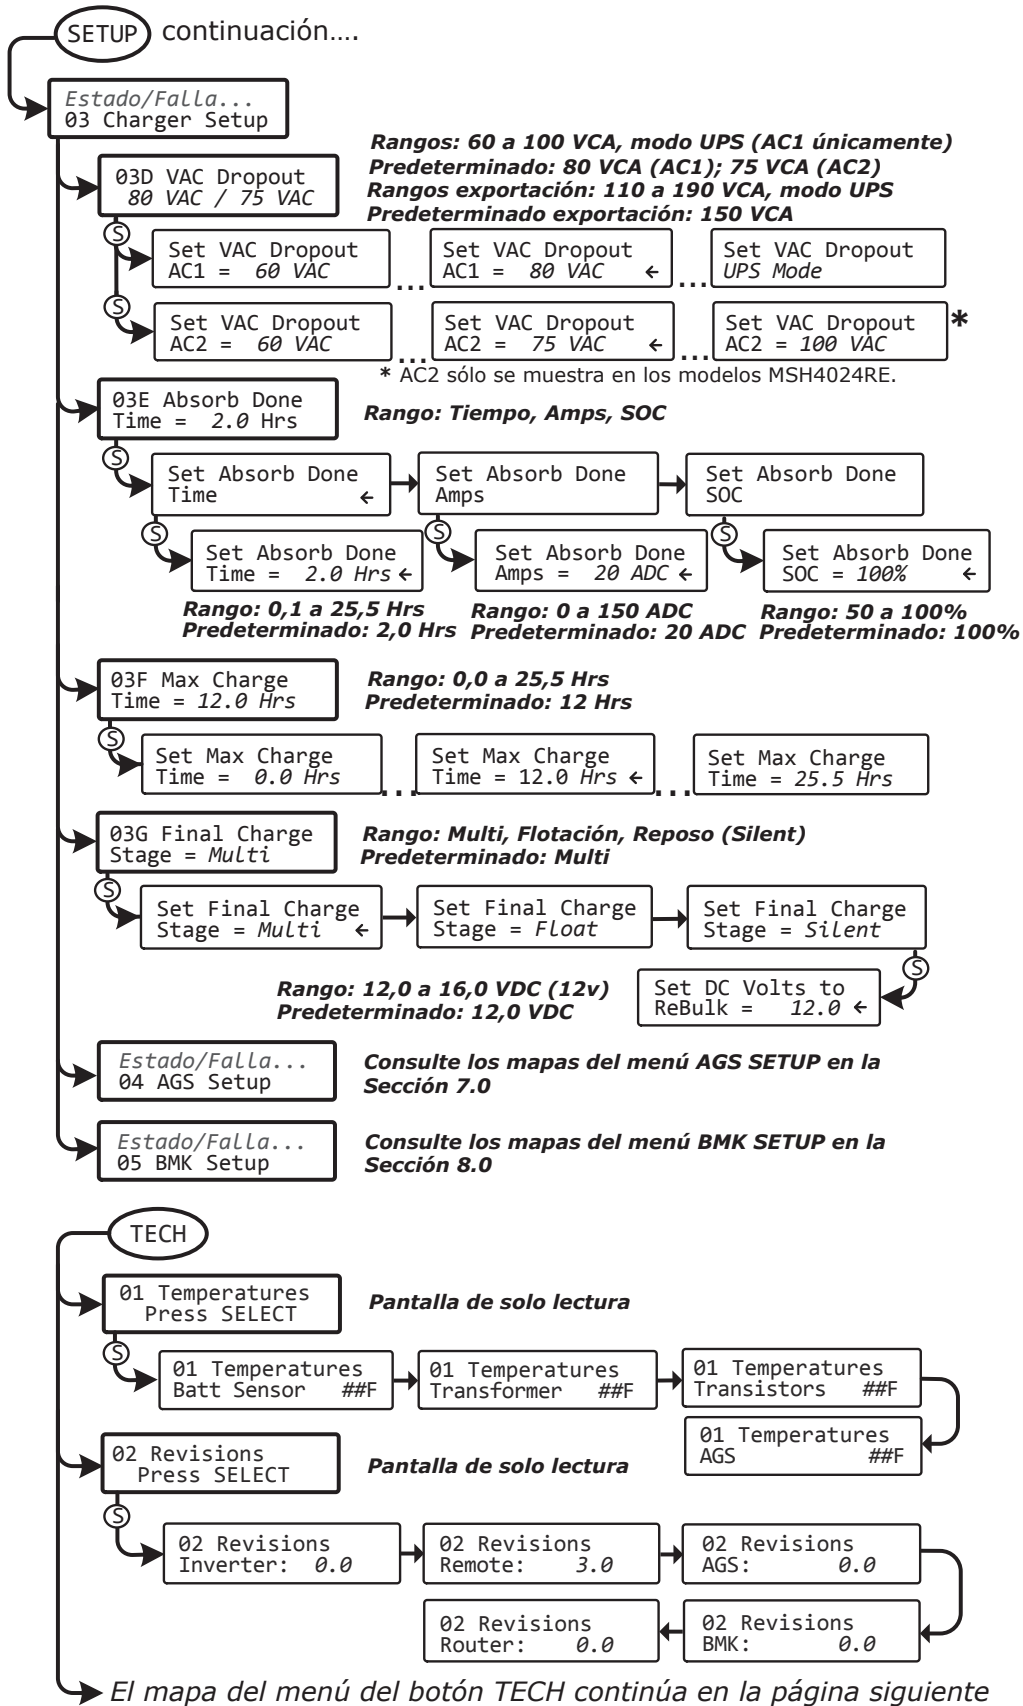 SETUP continuación....
Estado/Falla...
03 Charger Setup
Rangos: 60 a 100 VCA, modo UPS (AC1 únicamente)
Predeterminado: 80 VCA (AC1); 75 VCA (AC2)
Rangos exportación: 110 a 190 VCA, modo UPS
Predeterminado exportación: 150 VCA
03D VAC Dropout
80 VAC / 75 VAC
S
Set VAC Dropout
AC1 = 60 VAC
...
Set VAC Dropout
AC1 = 80 VAC ←
...
Set VAC Dropout
UPS Mode
S
Set VAC Dropout
AC2 = 60 VAC
...
Set VAC Dropout
AC2 = 75 VAC ←
...
Set VAC Dropout
AC2 = 100 VAC
*
* AC2 sólo se muestra en los modelos MSH4024RE.
03E Absorb Done
Time = 2.0 Hrs
Rango: Tiempo, Amps, SOC
S
Set Absorb Done
Time ←
Set Absorb Done
Amps
Set Absorb Done
SOC
S
Set Absorb Done
Time = 2.0 Hrs ←
S
Set Absorb Done
Amps = 20 ADC ←
S
Set Absorb Done
SOC = 100% ←
Rango: 0,1 a 25,5 Hrs
Predeterminado: 2,0 Hrs
Rango: 0 a 150 ADC
Predeterminado: 20 ADC
Rango: 50 a 100%
Predeterminado: 100%
03F Max Charge
Time = 12.0 Hrs
Rango: 0,0 a 25,5 Hrs
Predeterminado: 12 Hrs
S
Set Max Charge
Time = 0.0 Hrs
...
Set Max Charge
Time = 12.0 Hrs ←
...
Set Max Charge
Time = 25.5 Hrs
03G Final Charge
Stage = Multi
Rango: Multi, Flotación, Reposo (Silent)
Predeterminado: Multi
S
Set Final Charge
Stage = Multi ←
Set Final Charge
Stage = Float
Set Final Charge
Stage = Silent
S
Rango: 12,0 a 16,0 VDC (12v)
Predeterminado: 12,0 VDC
Set DC Volts to
ReBulk = 12.0 ←
Estado/Falla...
04 AGS Setup
Consulte los mapas del menú AGS SETUP en la
Sección 7.0
Estado/Falla...
05 BMK Setup
Consulte los mapas del menú BMK SETUP en la
Sección 8.0
TECH
01 Temperatures
Press SELECT
Pantalla de solo lectura
S
01 Temperatures
Batt Sensor ##F
01 Temperatures
Transformer ##F
01 Temperatures
Transistors ##F
01 Temperatures
AGS ##F
02 Revisions
Press SELECT
Pantalla de solo lectura
S
02 Revisions
Inverter: 0.0
02 Revisions
Remote: 3.0
02 Revisions
AGS: 0.0
02 Revisions
Router: 0.0
02 Revisions
BMK: 0.0
El mapa del menú del botón TECH continúa en la página siguiente